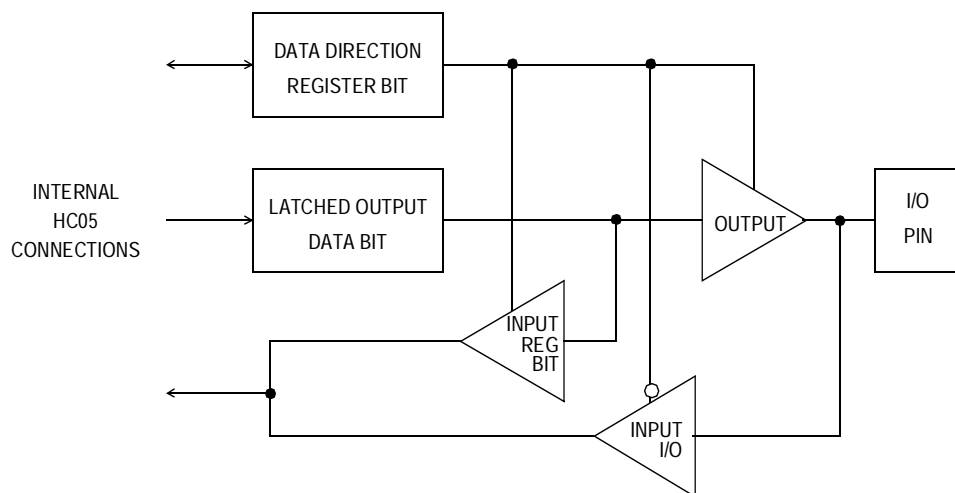 DATA DIRECTION
REGISTER BIT
INTERNAL
HC05
CONNECTIONS
LATCHED OUTPUT
DATA BIT
OUTPUT
I/O
PIN
INPUT
REG
BIT
INPUT
I/O